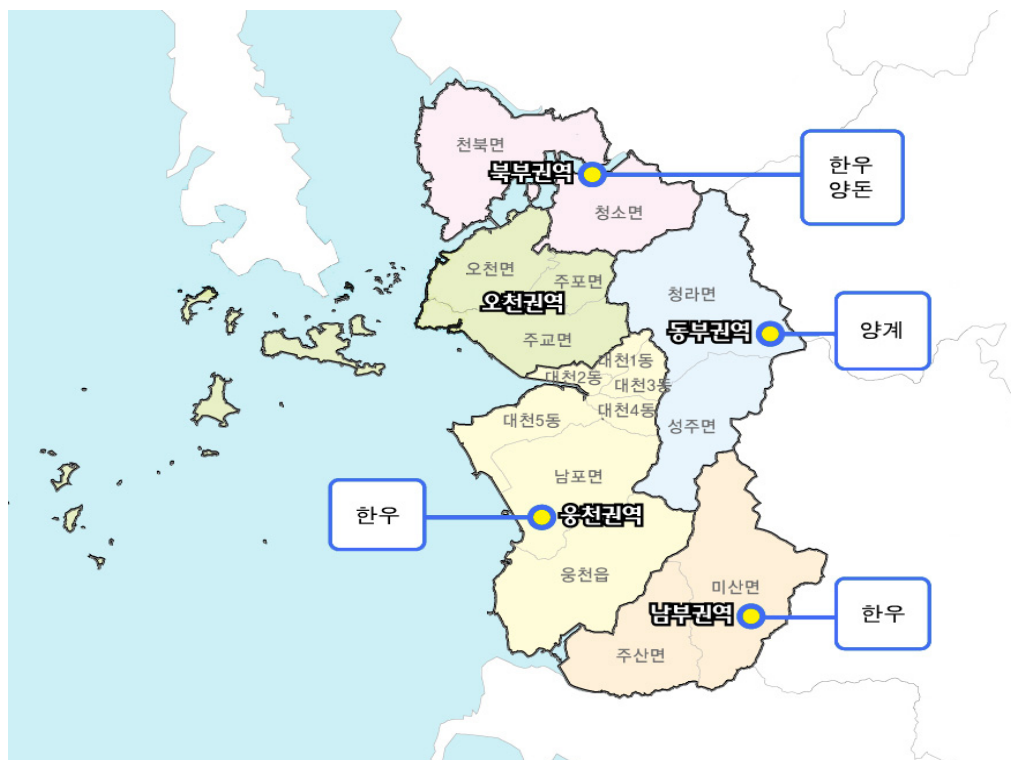 천북면
북부권역
한우
양돈
청소면
오천면
주포면
오천권역
주교면
청라면
동부권역
양계
대천1동
대천2동
대천3동
대천4동
대천5동
성주면
남포면
한우
웅천권역
웅천읍
미산면
남부권역
한우
주산면